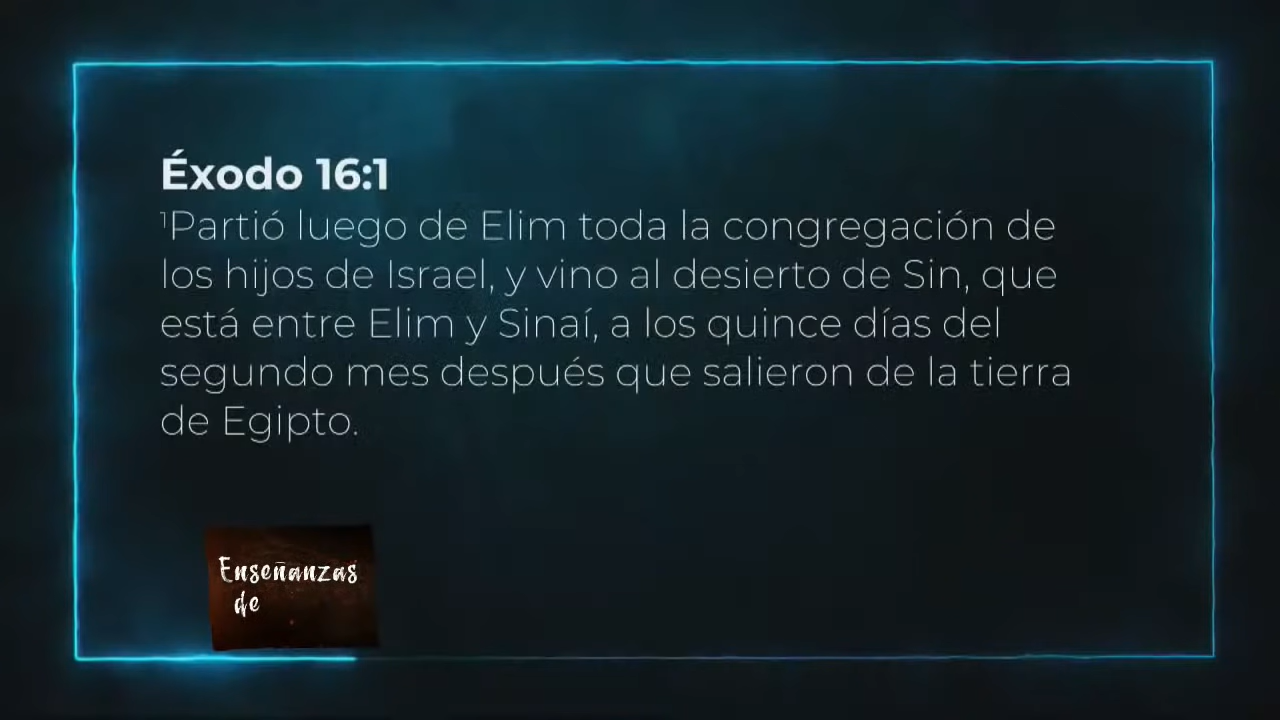 Éxodo 16:1
¹Partió luego de Elim toda la congregación de
los hijos de Israel, y vino al desierto de Sin, que
está entre Elim y Sinaí, a los quince días del
segundo mes después que salieron de la tierra
de Egipto.
Enseñanzas
de